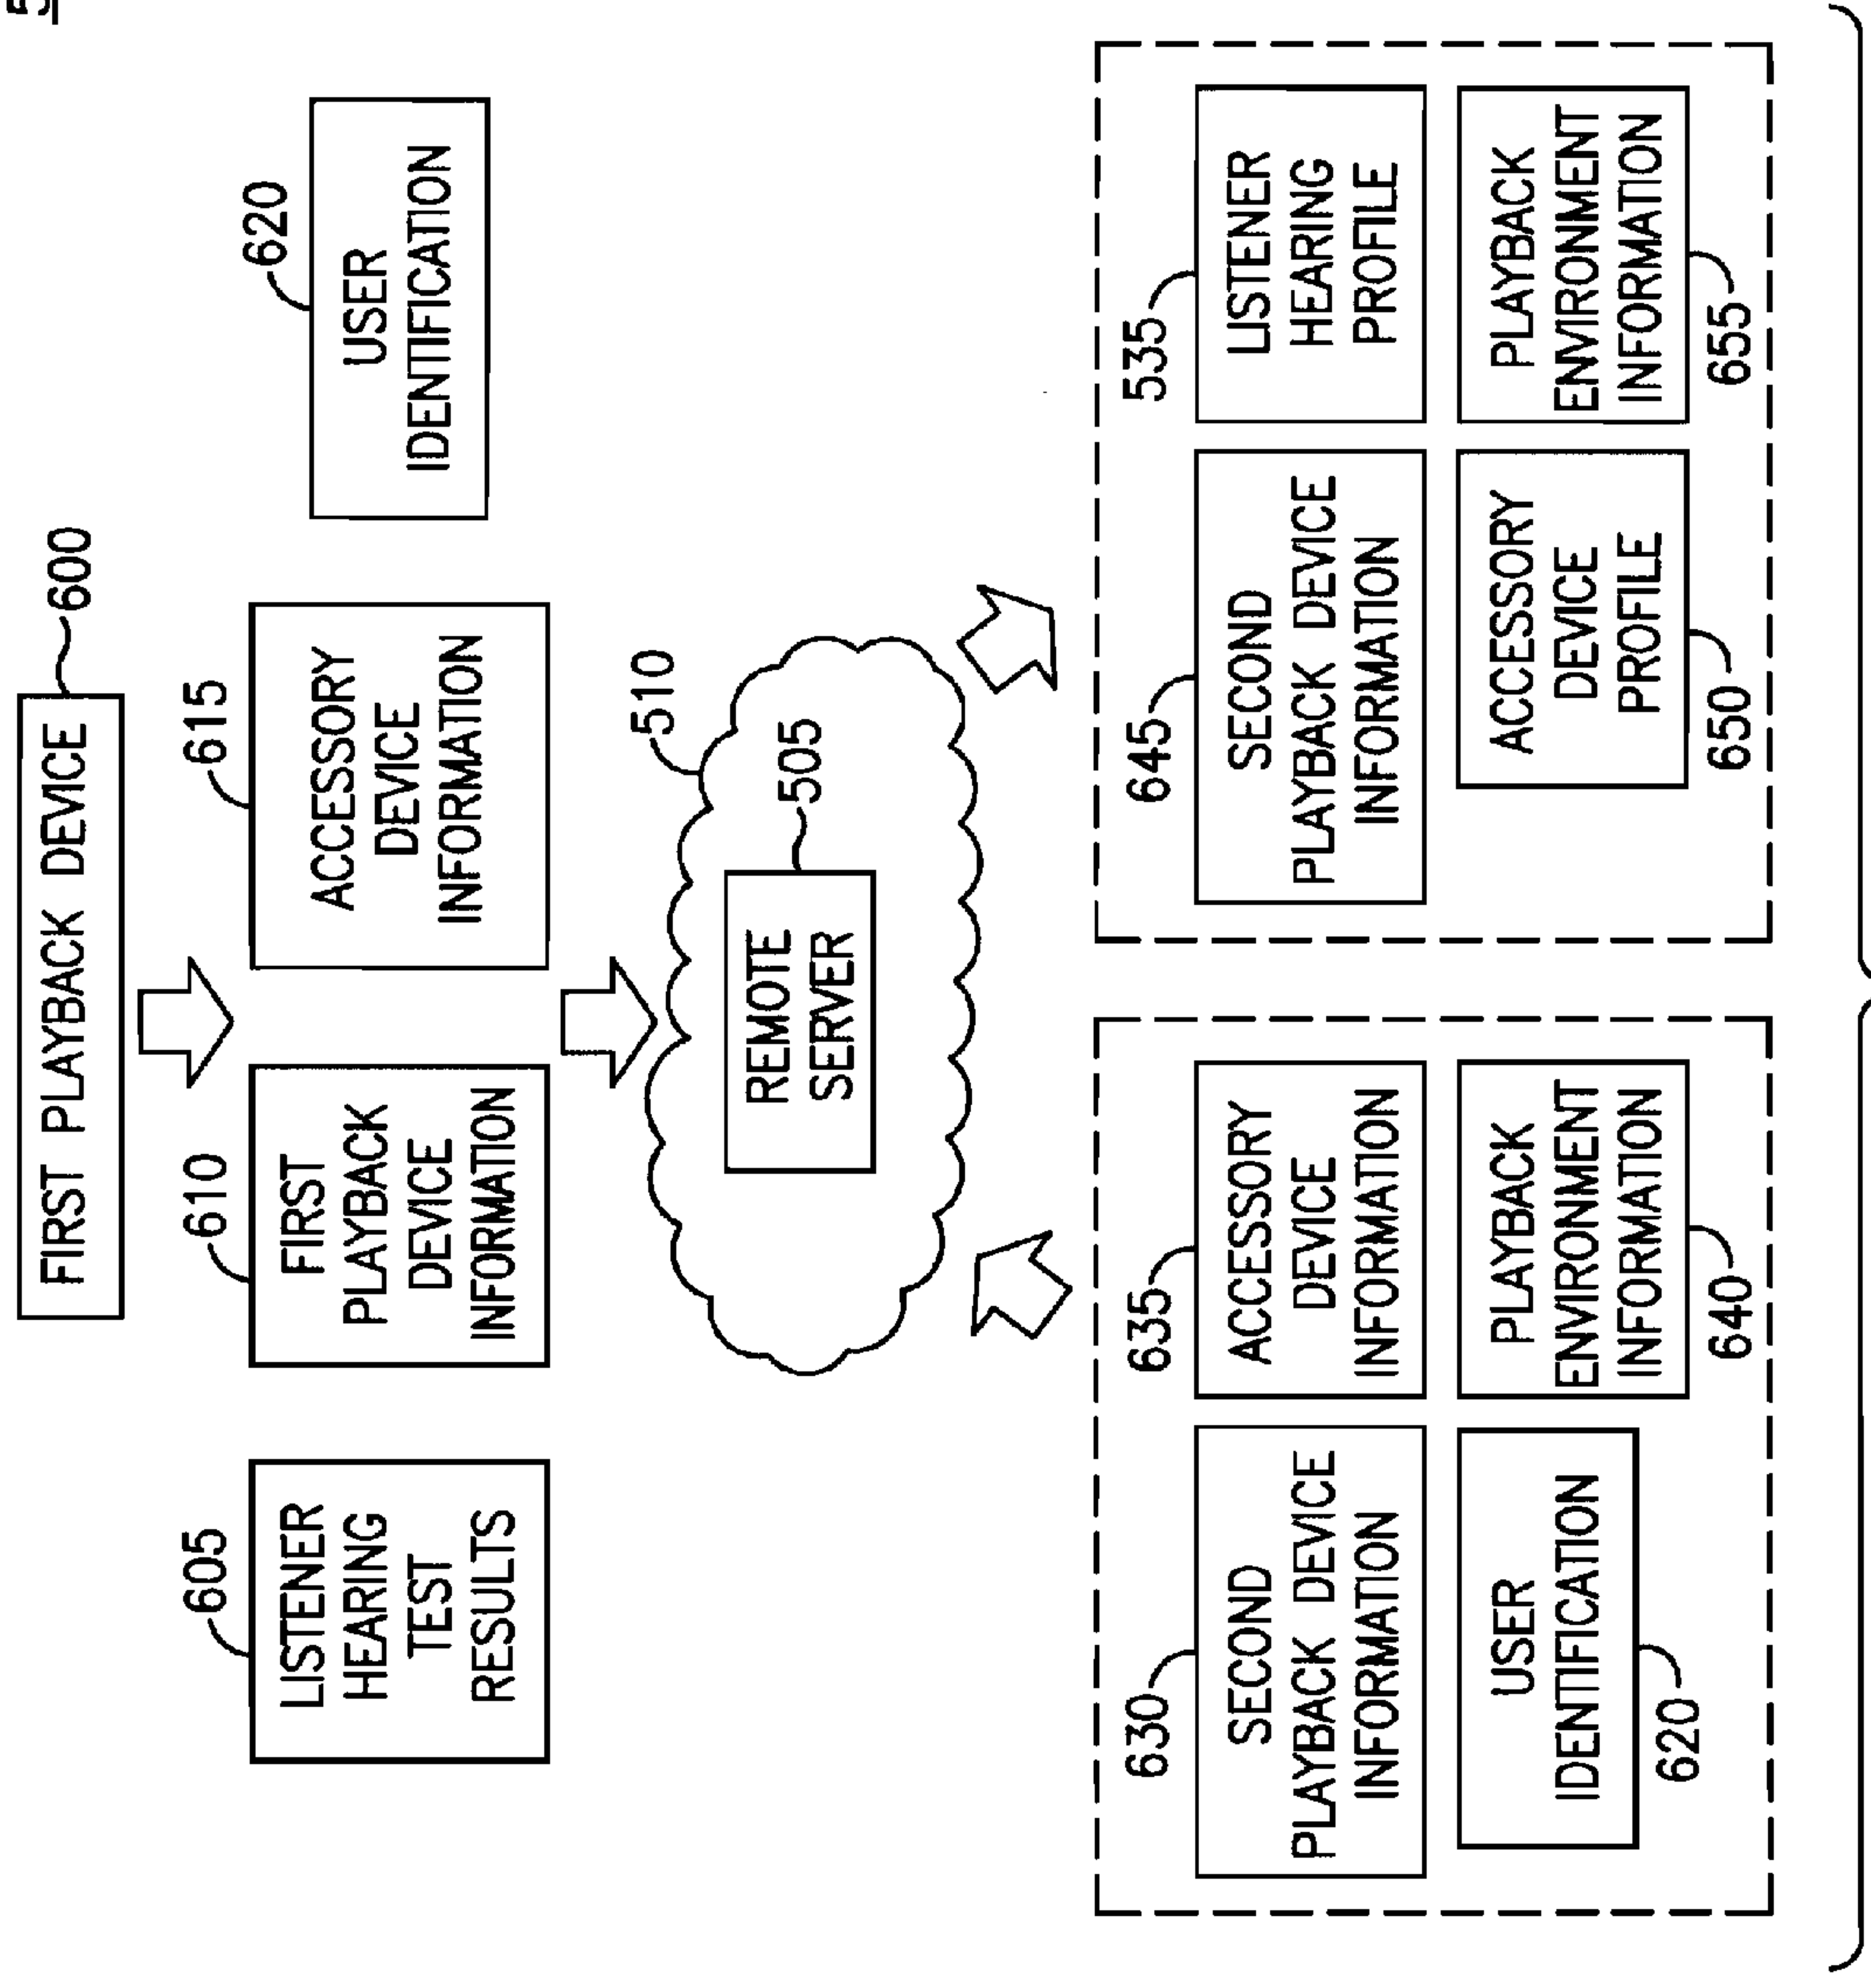 5
FIRST PLAYBACK DEVICE
600
605
LISTENER
HEARING
TEST
RESULTS
610
FIRST
PLAYBACK
DEVICE
INFORMATION
615
ACCESSORY
DEVICE
INFORMATION
620
USER
IDENTIFICATION
510
505
REMOTE
SERVER
630
SECOND
PLAYBACK DEVICE
INFORMATION
635
ACCESSORY
DEVICE
INFORMATION
USER
IDENTIFICATION
620
PLAYBACK
ENVIRONMENT
INFORMATION
640
645
SECOND
PLAYBACK DEVICE
INFORMATION
535
LISTENER
HEARING
PROFILE
ACCESSORY
DEVICE
PROFILE
650
PLAYBACK
ENVIRONMENT
INFORMATION
655